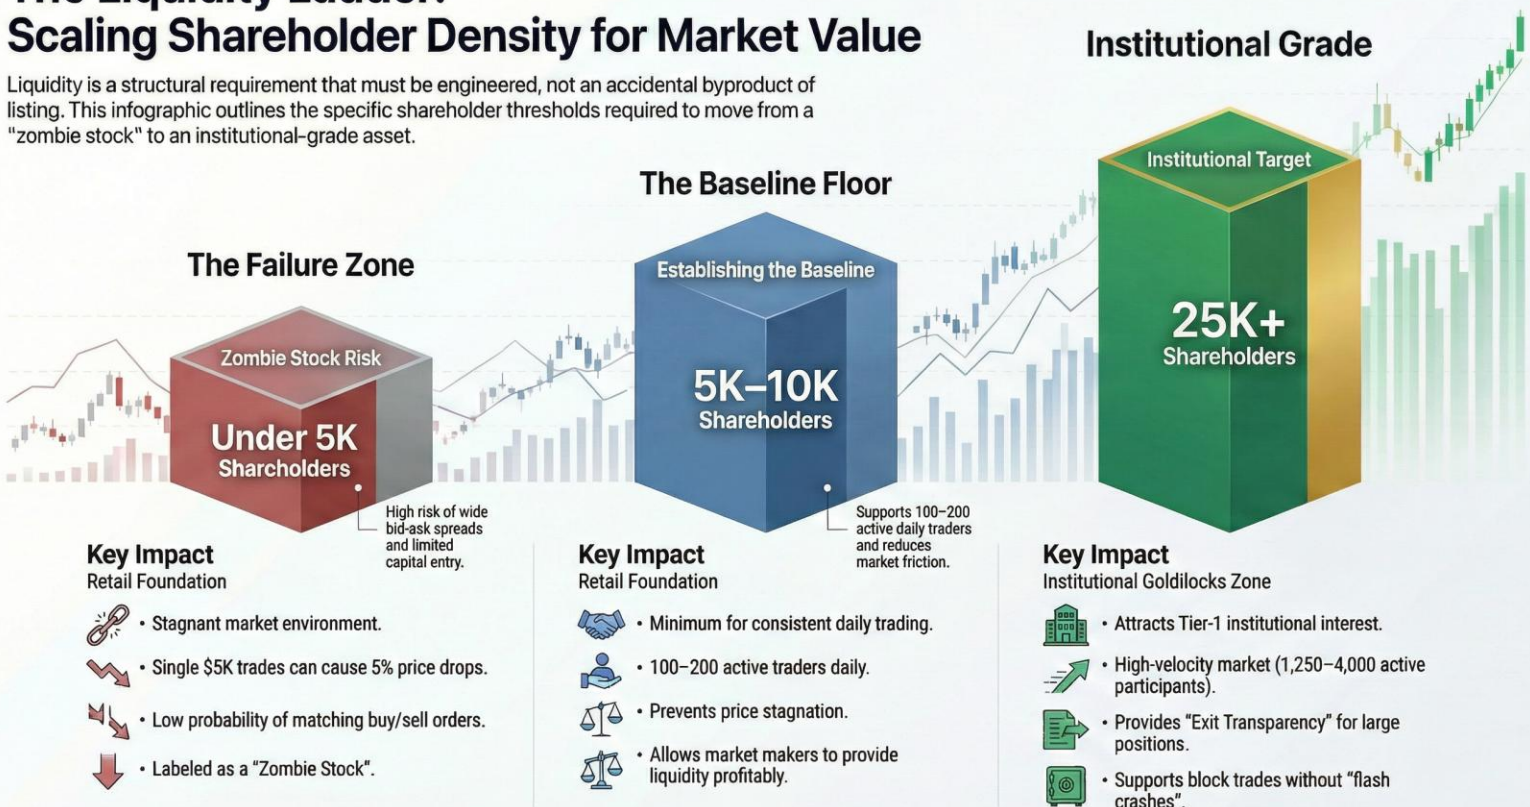 The Liquidity Ladder:
Scaling Shareholder Density for Market Value
Liquidity is a structural requirement that must be engineered, not an accidental byproduct of
listing. This infographic outlines the specific shareholder thresholds required to move from a
"zombie stock" to an institutional-grade asset.
The Failure Zone
Zombie Stock Risk
Under 5K
Sharcholders
High risk of wide
bid-ask spreads
and limited
capital entry.
Key Impact
Retail Foundation
• Stagnant market environment.
• Single $5K trades can cause 5% price drops.
• Low probability of matching buy/sell orders.
• Labeled as a "Zombie Stock".
The Baseline Floor
Establishing the Baseline
5K–10K
Shareholders
Supports 100–200
active daily traders
and reduces
market friction.
Key Impact
Retail Foundation
• Minimum for consistent daily trading.
• 100–200 active traders daily.
• Prevents price stagnation.
• Allows market makers to provide
liquidity profitably.
Institutional Grade
Institutional Target
25K+
Shareholders
Key Impact
Institutional Goldilocks Zone
• Attracts Tier-1 institutional interest.
• High-velocity market (1,250–4,000 active
participants).
• Provides "Exit Transparency" for large
positions.
• Supports block trades without "flash
crashes".